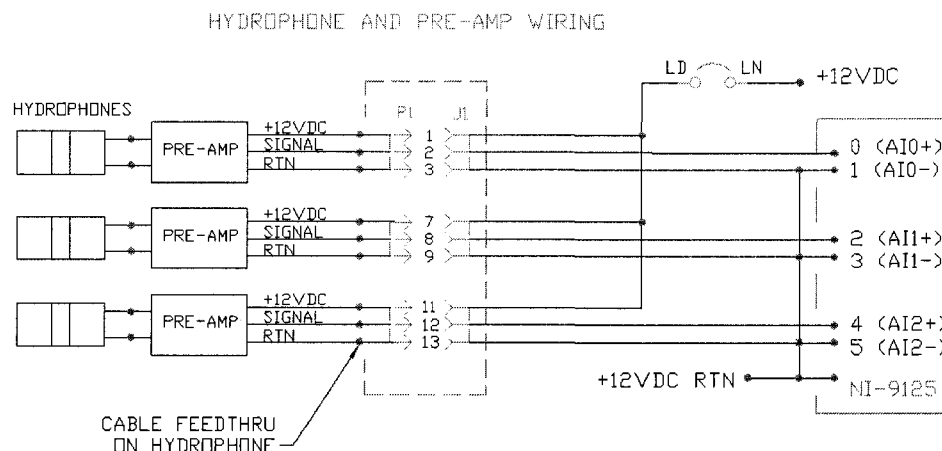 HYDROPHONE AND PRE-AMP WIRING
LD LN +12VDC
HYDROPHONES
P1 J1
PRE-AMP +12VDC 1
SIGNAL 2 0 (AI0+)
RTN 3 1 (AI0-)
PRE-AMP +12VDC 7
SIGNAL 8 2 (AI1+)
RTN 9 3 (AI1-)
PRE-AMP +12VDC 11
SIGNAL 12 4 (AI2+)
RTN 13 5 (AI2-)
+12VDC RTN NI-9125
CABLE FEEDTHRU
ON HYDROPHONE